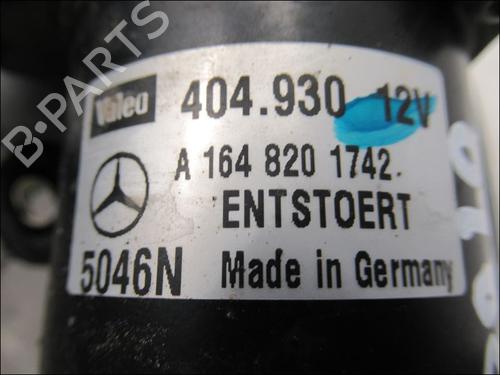 Valeo 404.930 12V
A 164 820 1742
ENTSTOERT
5046N Made in Germany
B-PARTS